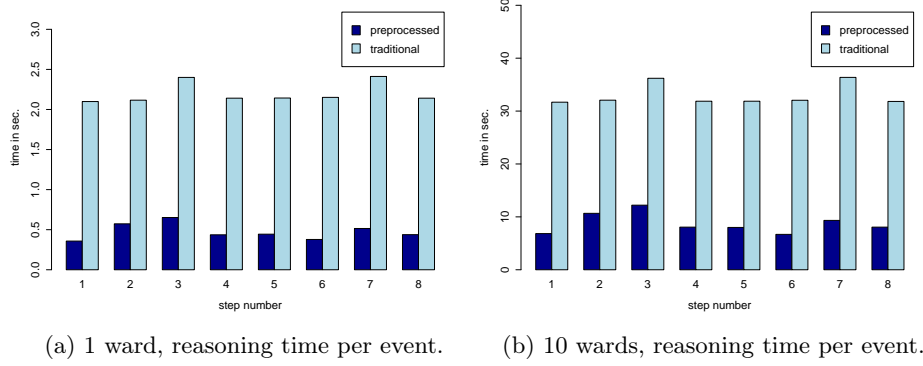 3.0
2.5
2.0
1.5
1.0
0.5
0.0
time in sec.
preprocessed
traditional
1 2 3 4 5 6 7 8
step number
(a) 1 ward, reasoning time per event.
50
40
30
20
10
0
time in sec.
preprocessed
traditional
1 2 3 4 5 6 7 8
step number
(b) 10 wards, reasoning time per event.